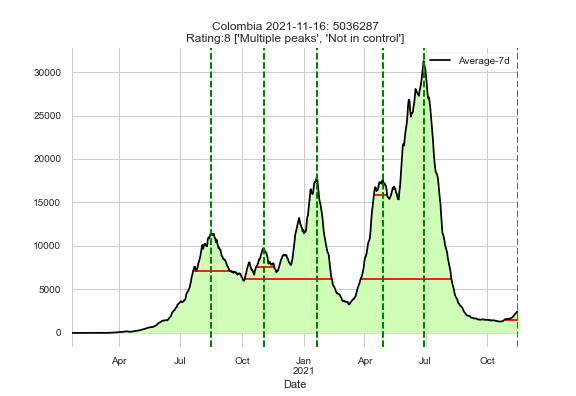 Colombia 2021-11-16: 5036287
Rating:8 ['Multiple peaks', 'Not in control']
Average-7d
30000
25000
20000
15000
10000
5000
0
Apr Jul Oct Jan Apr Jul Oct
2021
Date